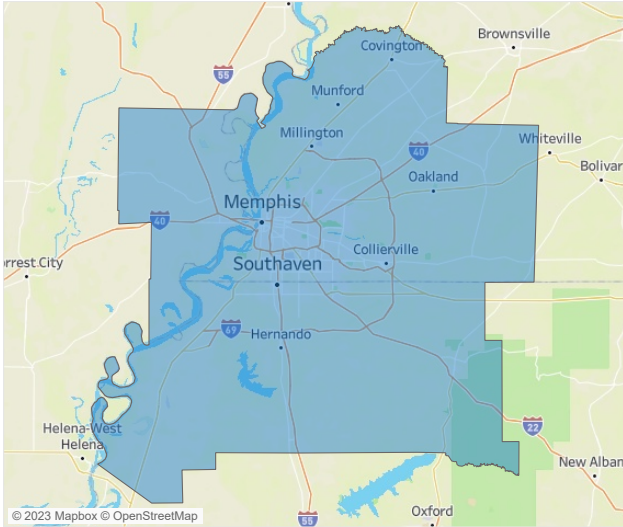 Covington
Brownsville
55
Munford
Millington
40
Whiteville
Oakland
Bolivar
Memphis
40
Collierville
rrest City
Southaven
69
Hernando
Helena-West
Helena
22
New Alban
© 2023 Mapbox © OpenStreetMap
55
Oxford